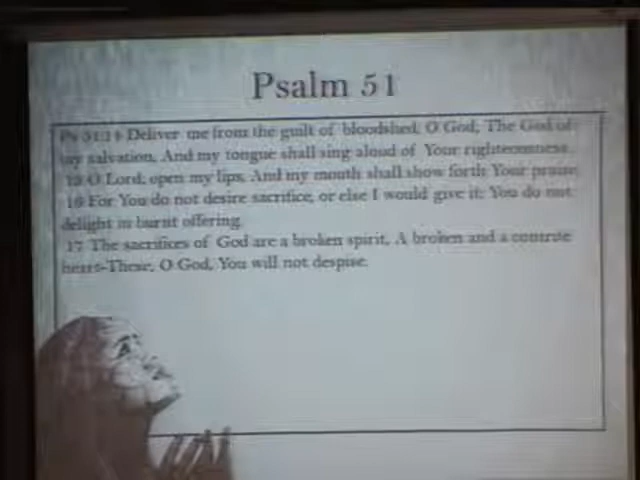 Psalm 51
Ps 51:14 Deliver me from the guilt of bloodshed, O God, The God of
my salvation, And my tongue shall sing aloud of Your righteousness.
15 O Lord, open my lips, And my mouth shall show forth Your praise.
16 For You do not desire sacrifice, or else I would give it; You do not
delight in burnt offering.
17 The sacrifices of God are a broken spirit, A broken and a contrite
heart-These, O God, You will not despise.